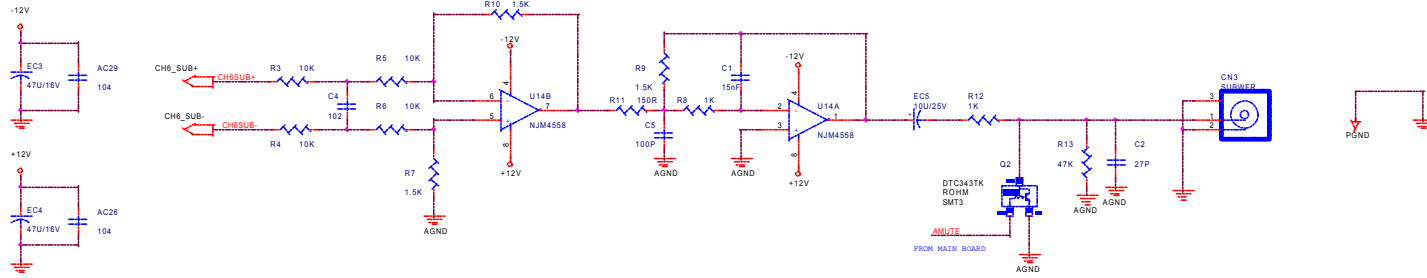 -12V
EC3
47U/16V
AC29
104
+12V
EC4
47U/16V
AC26
104
CH6_SUB+
CH6SUB+
CH6_SUB-
CH6SUB-
R3 10K
R4 10K
C4
102
R5 10K
R6 10K
R10 1.5K
-12V
4
6
5
7
8
U14B
NJM4558
+12V
R7
1.5K
AGND
R11 150R
R9
1.5K
C5
100P
AGND
R8 1K
C1
15nF
AGND
-12V
4
2
3
1
8
U14A
NJM4558
+12V
EC5
10U/25V
+
R12
1K
Q2
DTC343TK
ROHM
SMT3
AMUTE
FROM MAIN BOARD
AGND
R13
47K
AGND
C2
27P
AGND
CN3
SUBWER
3
1
2
PGND